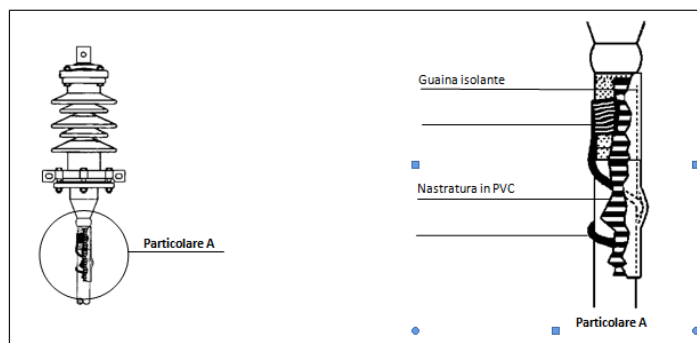 Particolare A
Guaina isolante
Nastratura in PVC
Particolare A